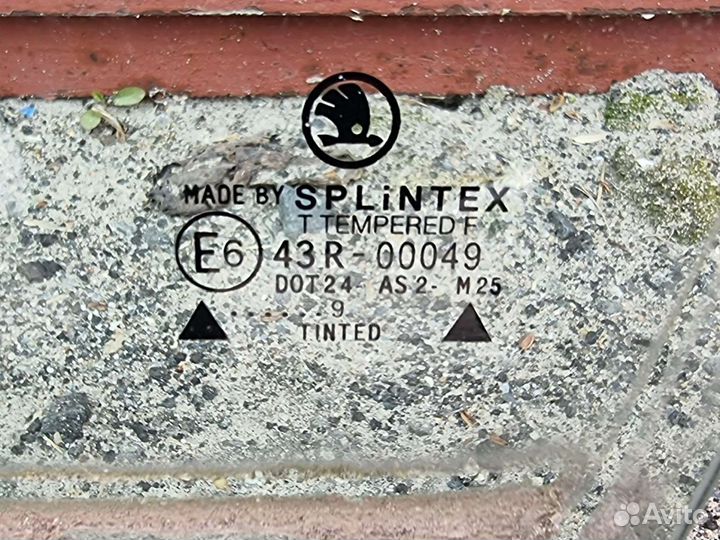 MADE BY SPLiNTEX
T TEMPERED F
E6 43R-00049
DOT24 AS2- M25
.......9
TINTED
Avito